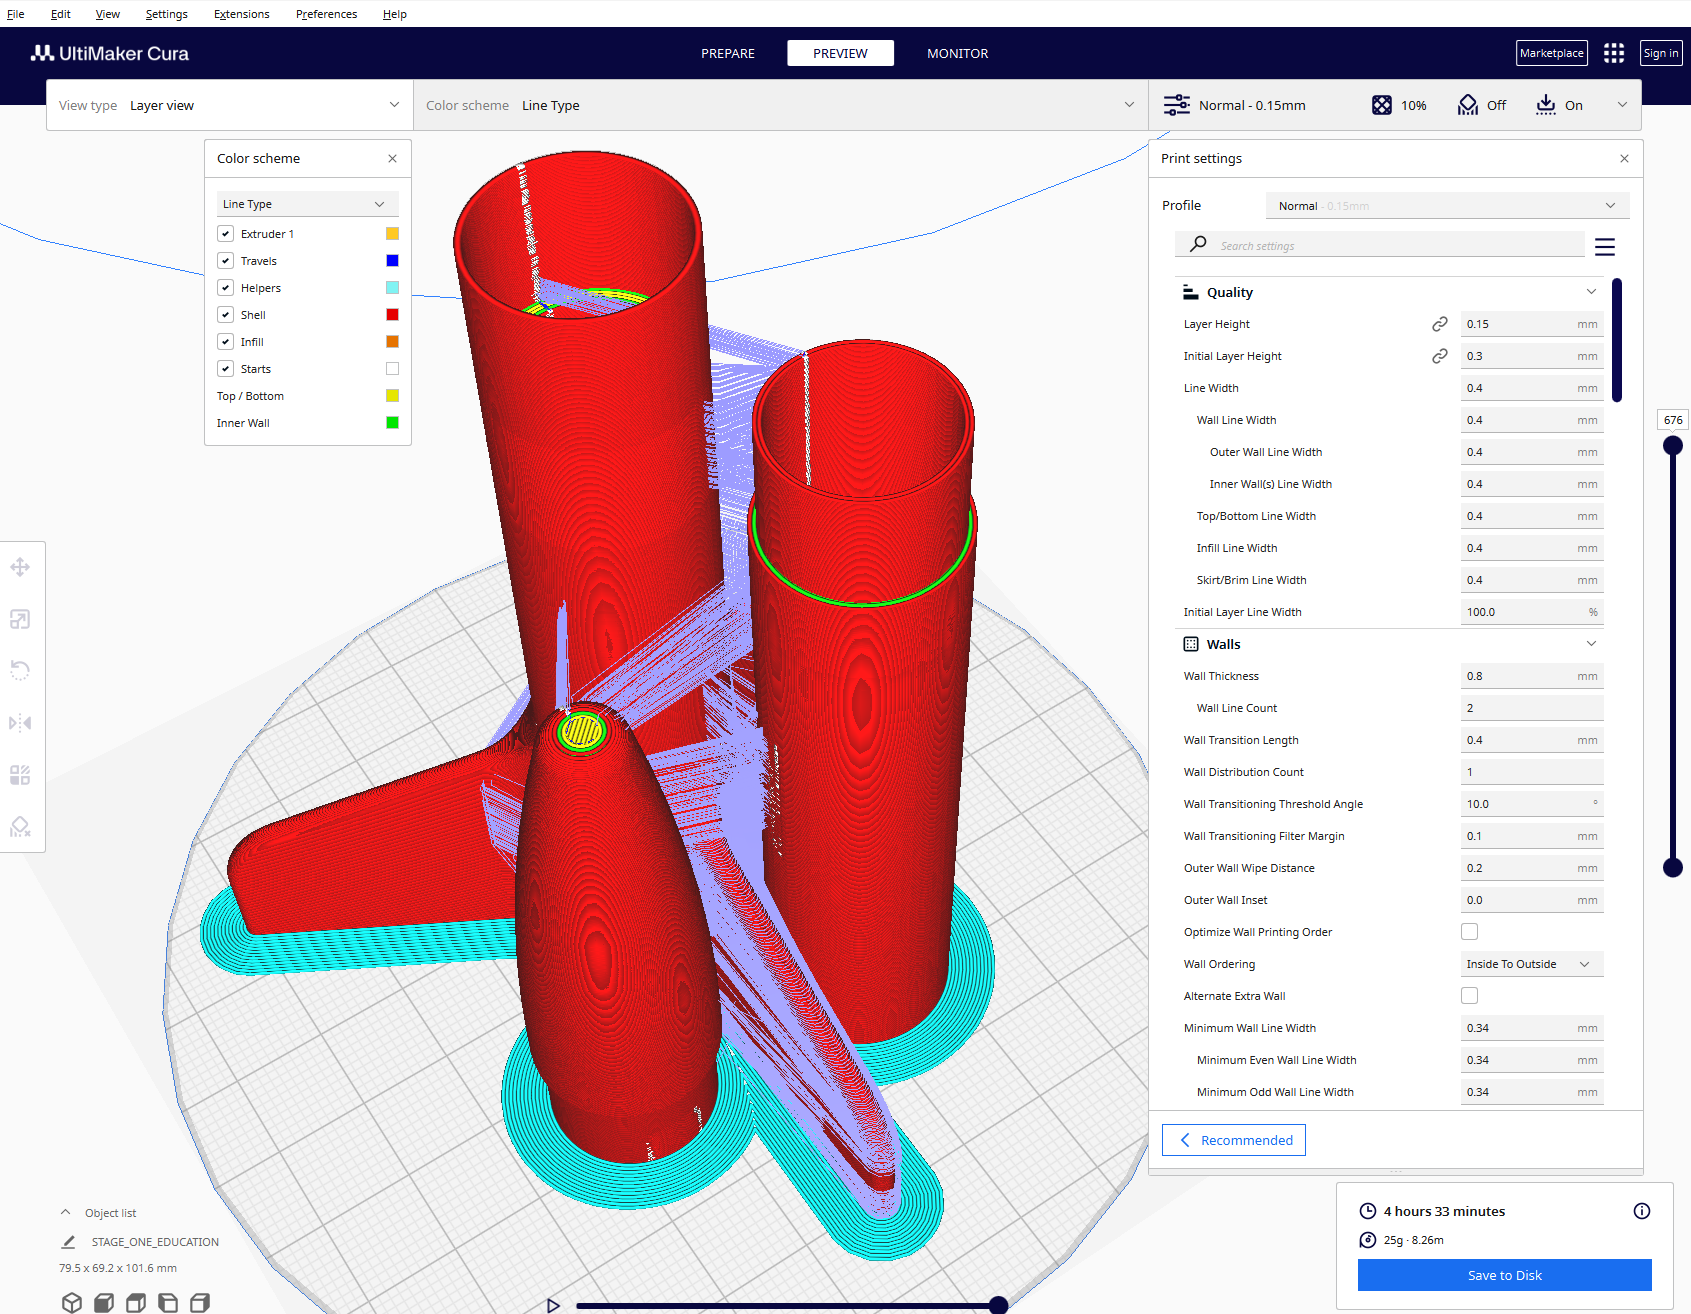 File Edit View Settings Extensions Preferences Help
UltiMaker Cura
PREPARE PREVIEW MONITOR
Marketplace Sign in
View type Layer view
Color scheme Line Type
Normal - 0.15mm 10% Off On
Color scheme
Line Type
Extruder 1
Travels
Helpers
Shell
Infill
Starts
Top / Bottom
Inner Wall
Print settings
Profile Normal - 0.15mm
Search settings
Quality
Layer Height 0.15 mm
Initial Layer Height 0.3 mm
Line Width 0.4 mm
Wall Line Width 0.4 mm
Outer Wall Line Width 0.4 mm
Inner Wall(s) Line Width 0.4 mm
Top/Bottom Line Width 0.4 mm
Infill Line Width 0.4 mm
Skirt/Brim Line Width 0.4 mm
Initial Layer Line Width 100.0 %
Walls
Wall Thickness 0.8 mm
Wall Line Count 2
Wall Transition Length 0.4 mm
Wall Distribution Count 1
Wall Transitioning Threshold Angle 10.0 °
Wall Transitioning Filter Margin 0.1 mm
Outer Wall Wipe Distance 0.2 mm
Outer Wall Inset 0.0 mm
Optimize Wall Printing Order
Wall Ordering Inside To Outside
Alternate Extra Wall
Minimum Wall Line Width 0.34 mm
Minimum Even Wall Line Width 0.34 mm
Minimum Odd Wall Line Width 0.34 mm
Recommended
676
Object list
STAGE_ONE_EDUCATION
79.5 x 69.2 x 101.6 mm
4 hours 33 minutes
25g · 8.26m
Save to Disk